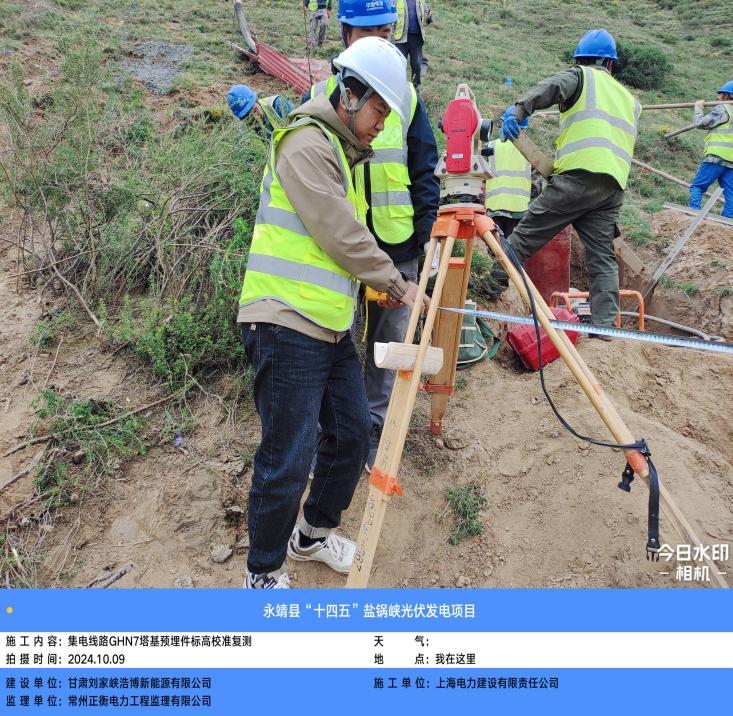 今日水印
相机
永靖县“十四五”盐锅峡光伏发电项目
施工内容：集电线路GHN7塔基预埋件标高校准复测
天 气：
拍摄时间：2024.10.09
地 点：我在这里
建设单位：甘肃刘家峡浩博新能源有限公司
施工单位：上海电力建设有限责任公司
监理单位：常州正衡电力工程监理有限公司